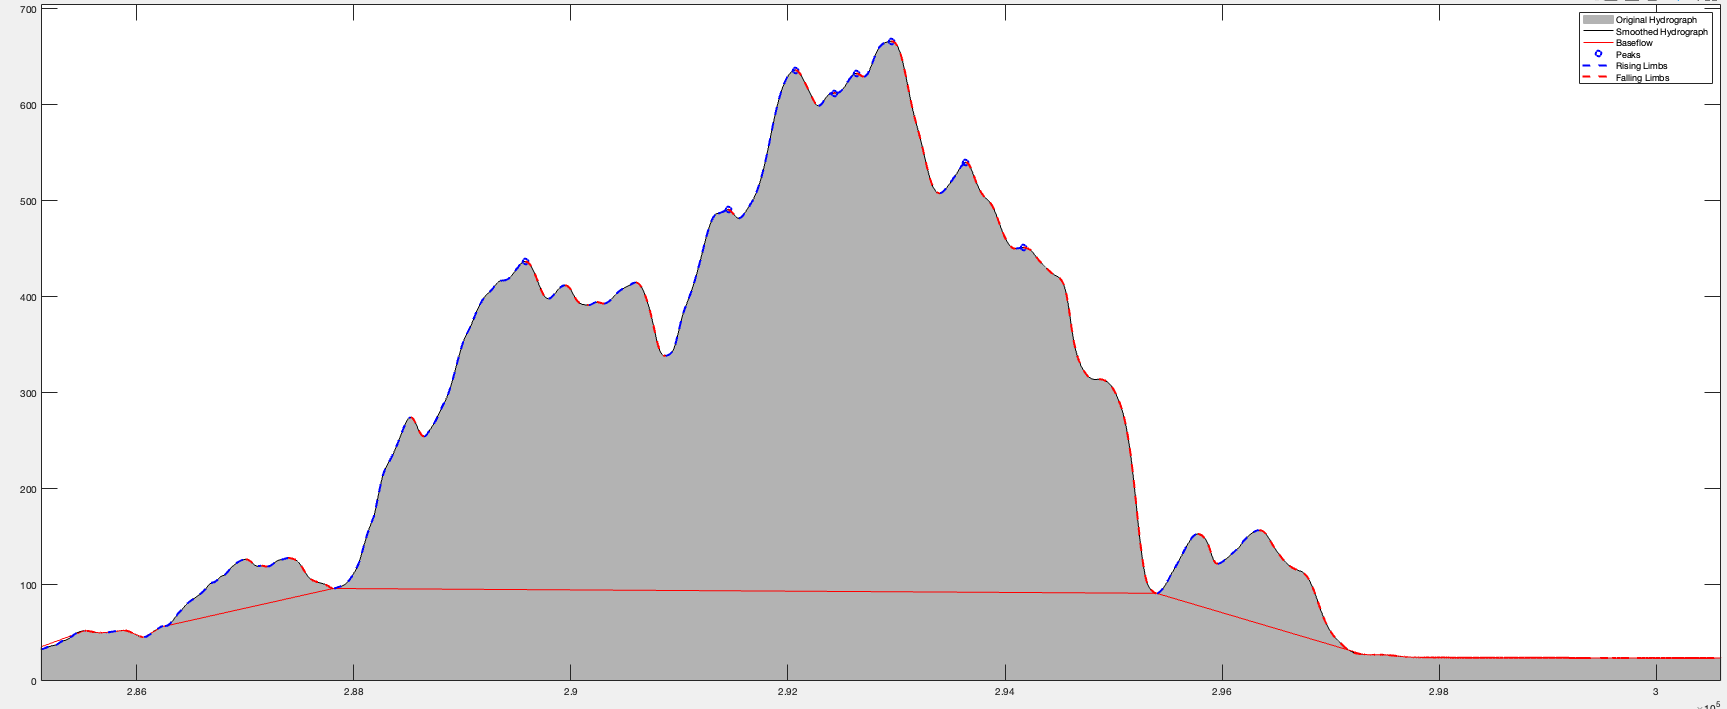 700
600
500
400
300
200
100
0
2.86
2.88
2.9
2.92
2.94
2.96
2.98
3
×10⁵
Original Hydrograph
Smoothed Hydrograph
Baseflow
Peaks
Rising Limbs
Falling Limbs